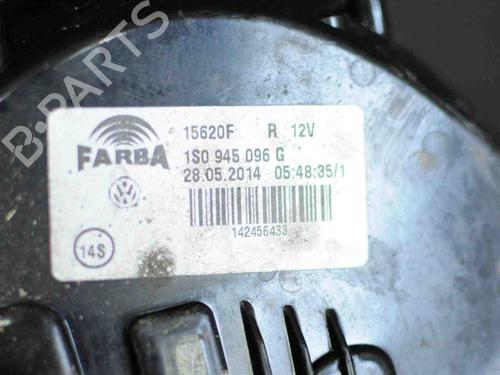 B-PARTS
15620F R 12V
FARBA
1S0 945 096 G
28.05.2014 05:48:35/1
142456433
14S